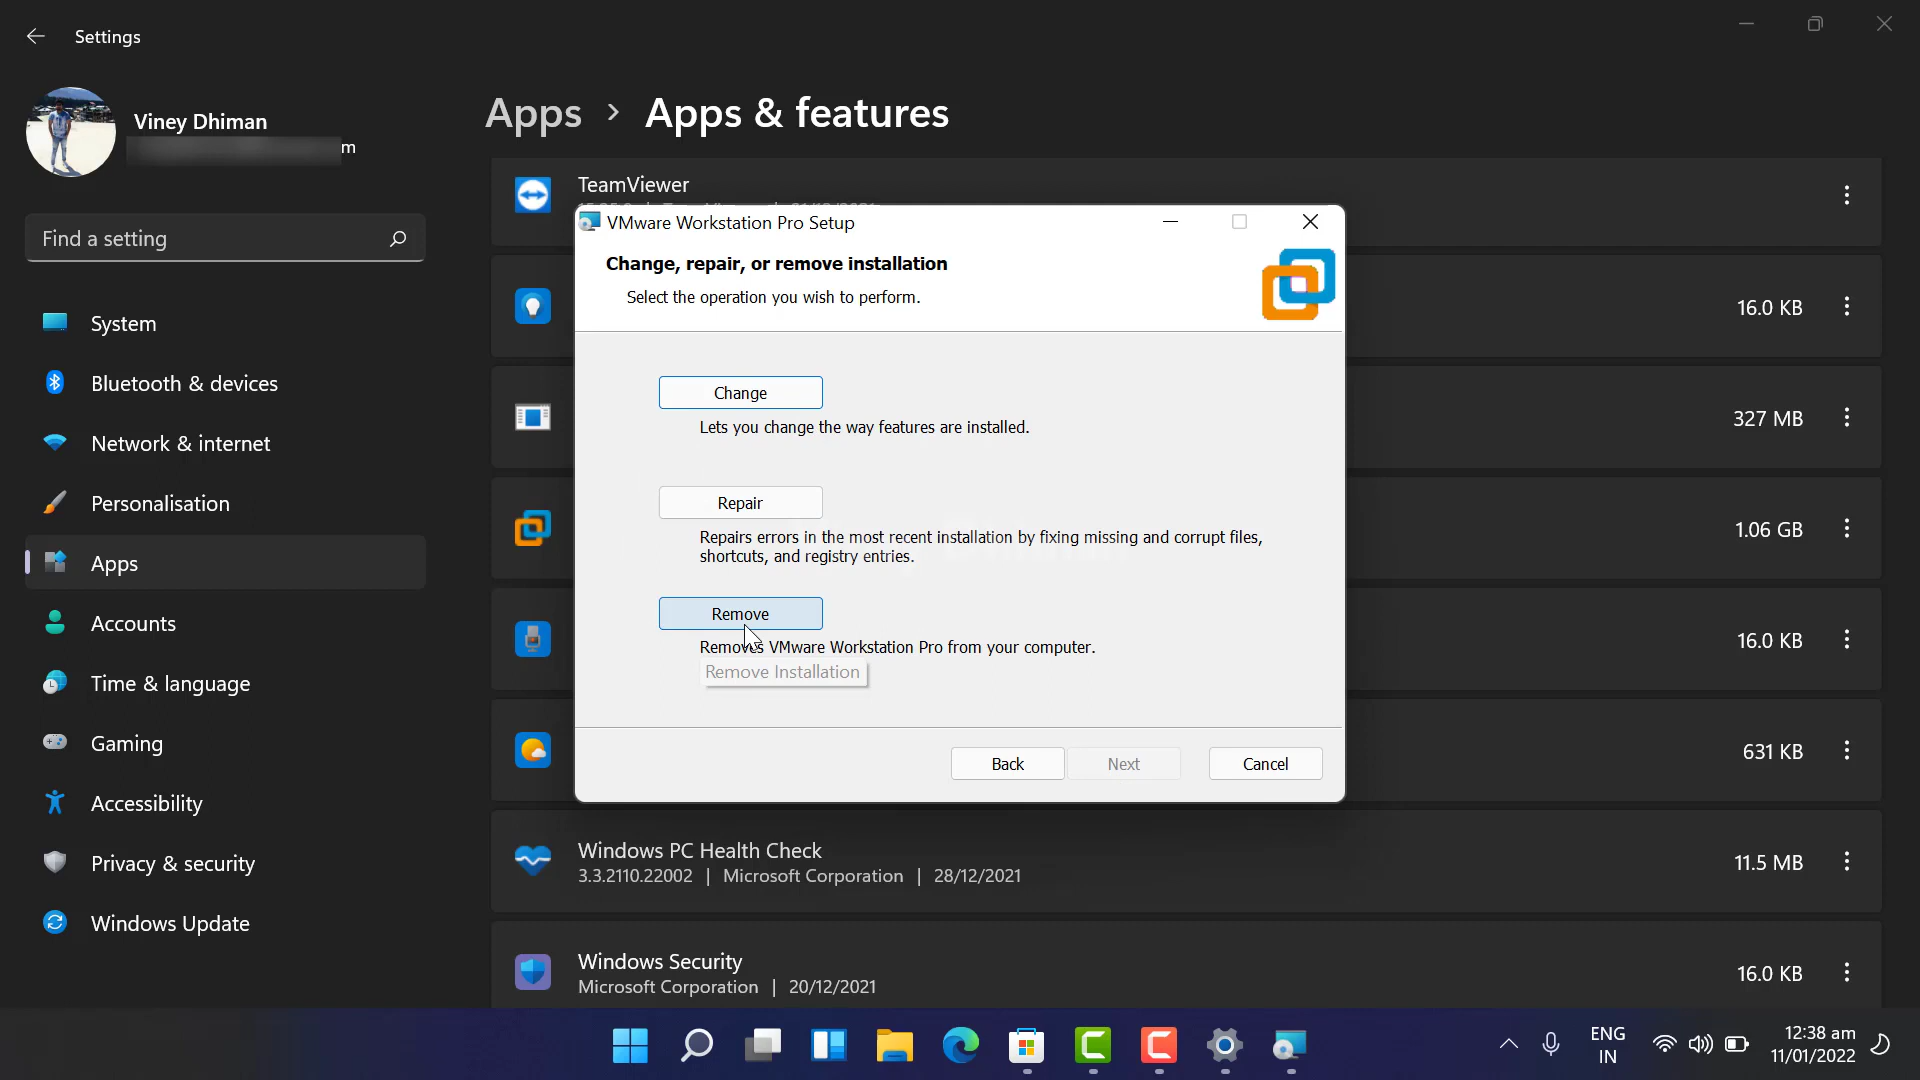 Settings
Viney Dhiman
m
Find a setting
System
Bluetooth & devices
Network & internet
Personalisation
Apps
Accounts
Time & language
Gaming
Accessibility
Privacy & security
Windows Update
Apps > Apps & features
TeamViewer
16.0 KB
327 MB
1.06 GB
16.0 KB
631 KB
Windows PC Health Check
3.3.2110.22002 | Microsoft Corporation | 28/12/2021
11.5 MB
Windows Security
Microsoft Corporation | 20/12/2021
16.0 KB
VMware Workstation Pro Setup
Change, repair, or remove installation
Select the operation you wish to perform.
Change
Lets you change the way features are installed.
Repair
Repairs errors in the most recent installation by fixing missing and corrupt files,
shortcuts, and registry entries.
Remove
Removes VMware Workstation Pro from your computer.
Remove Installation
Back
Next
Cancel
ENG
IN
12:38 am
11/01/2022